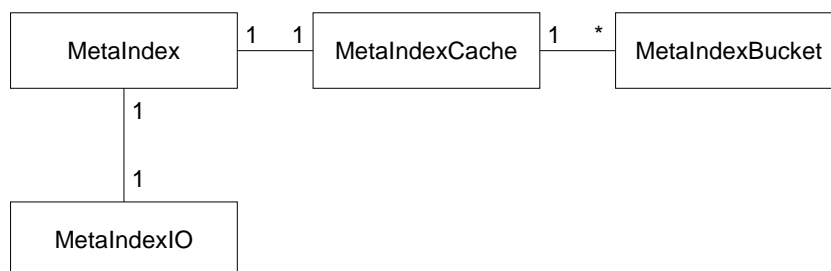 MetaIndex 1 1 MetaIndexCache 1 * MetaIndexBucket
1
1
MetaIndexIO